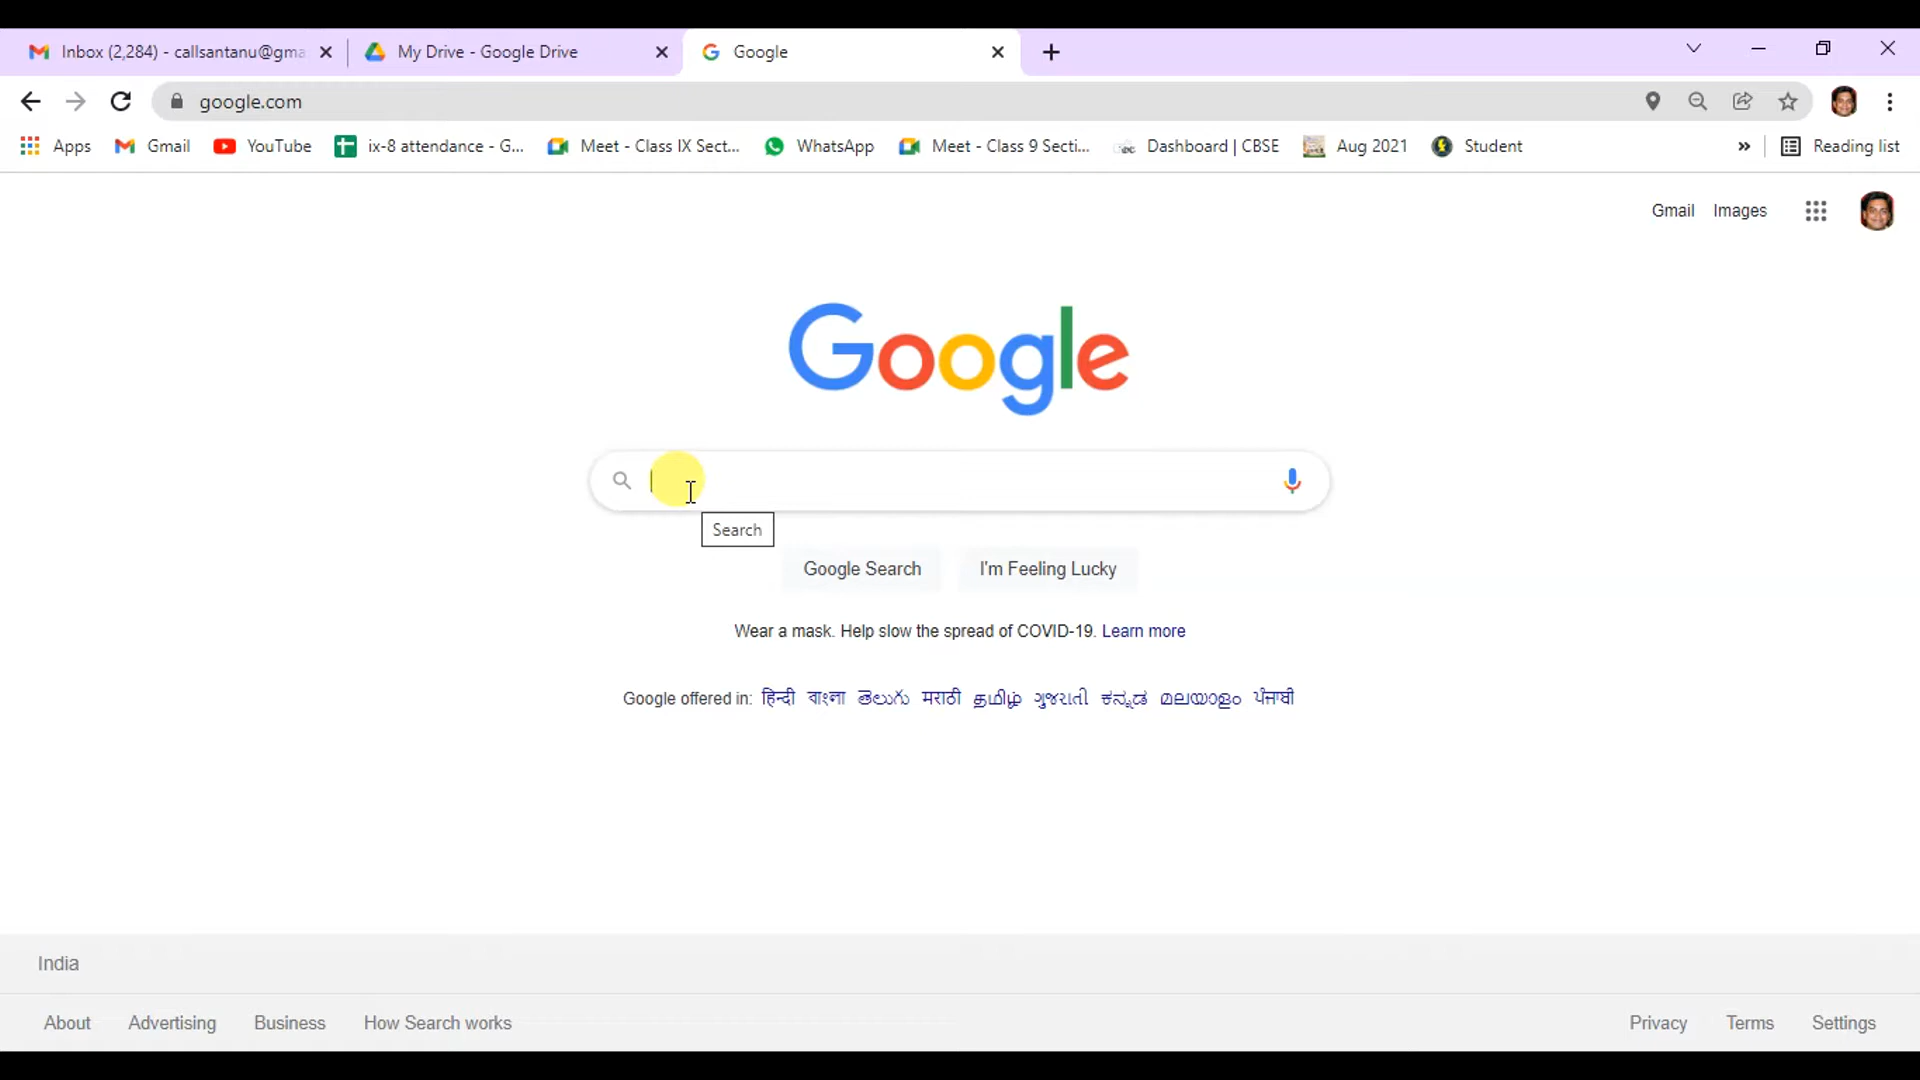 Inbox (2,284) - callsantanu@gma
My Drive - Google Drive
Google
google.com
Apps
Gmail
YouTube
ix-8 attendance - G...
Meet - Class IX Sect...
WhatsApp
Meet - Class 9 Secti...
Dashboard | CBSE
Aug 2021
Student
»
Reading list
Gmail
Images
Google
Search
Google Search
I'm Feeling Lucky
Wear a mask. Help slow the spread of COVID-19. Learn more
Google offered in: हिन्दी বাংলা తెలుగు मराठी தமிழ் ગુજરાતી ಕನ್ನಡ മലയാളം ਪੰਜਾਬੀ
India
About
Advertising
Business
How Search works
Privacy
Terms
Settings